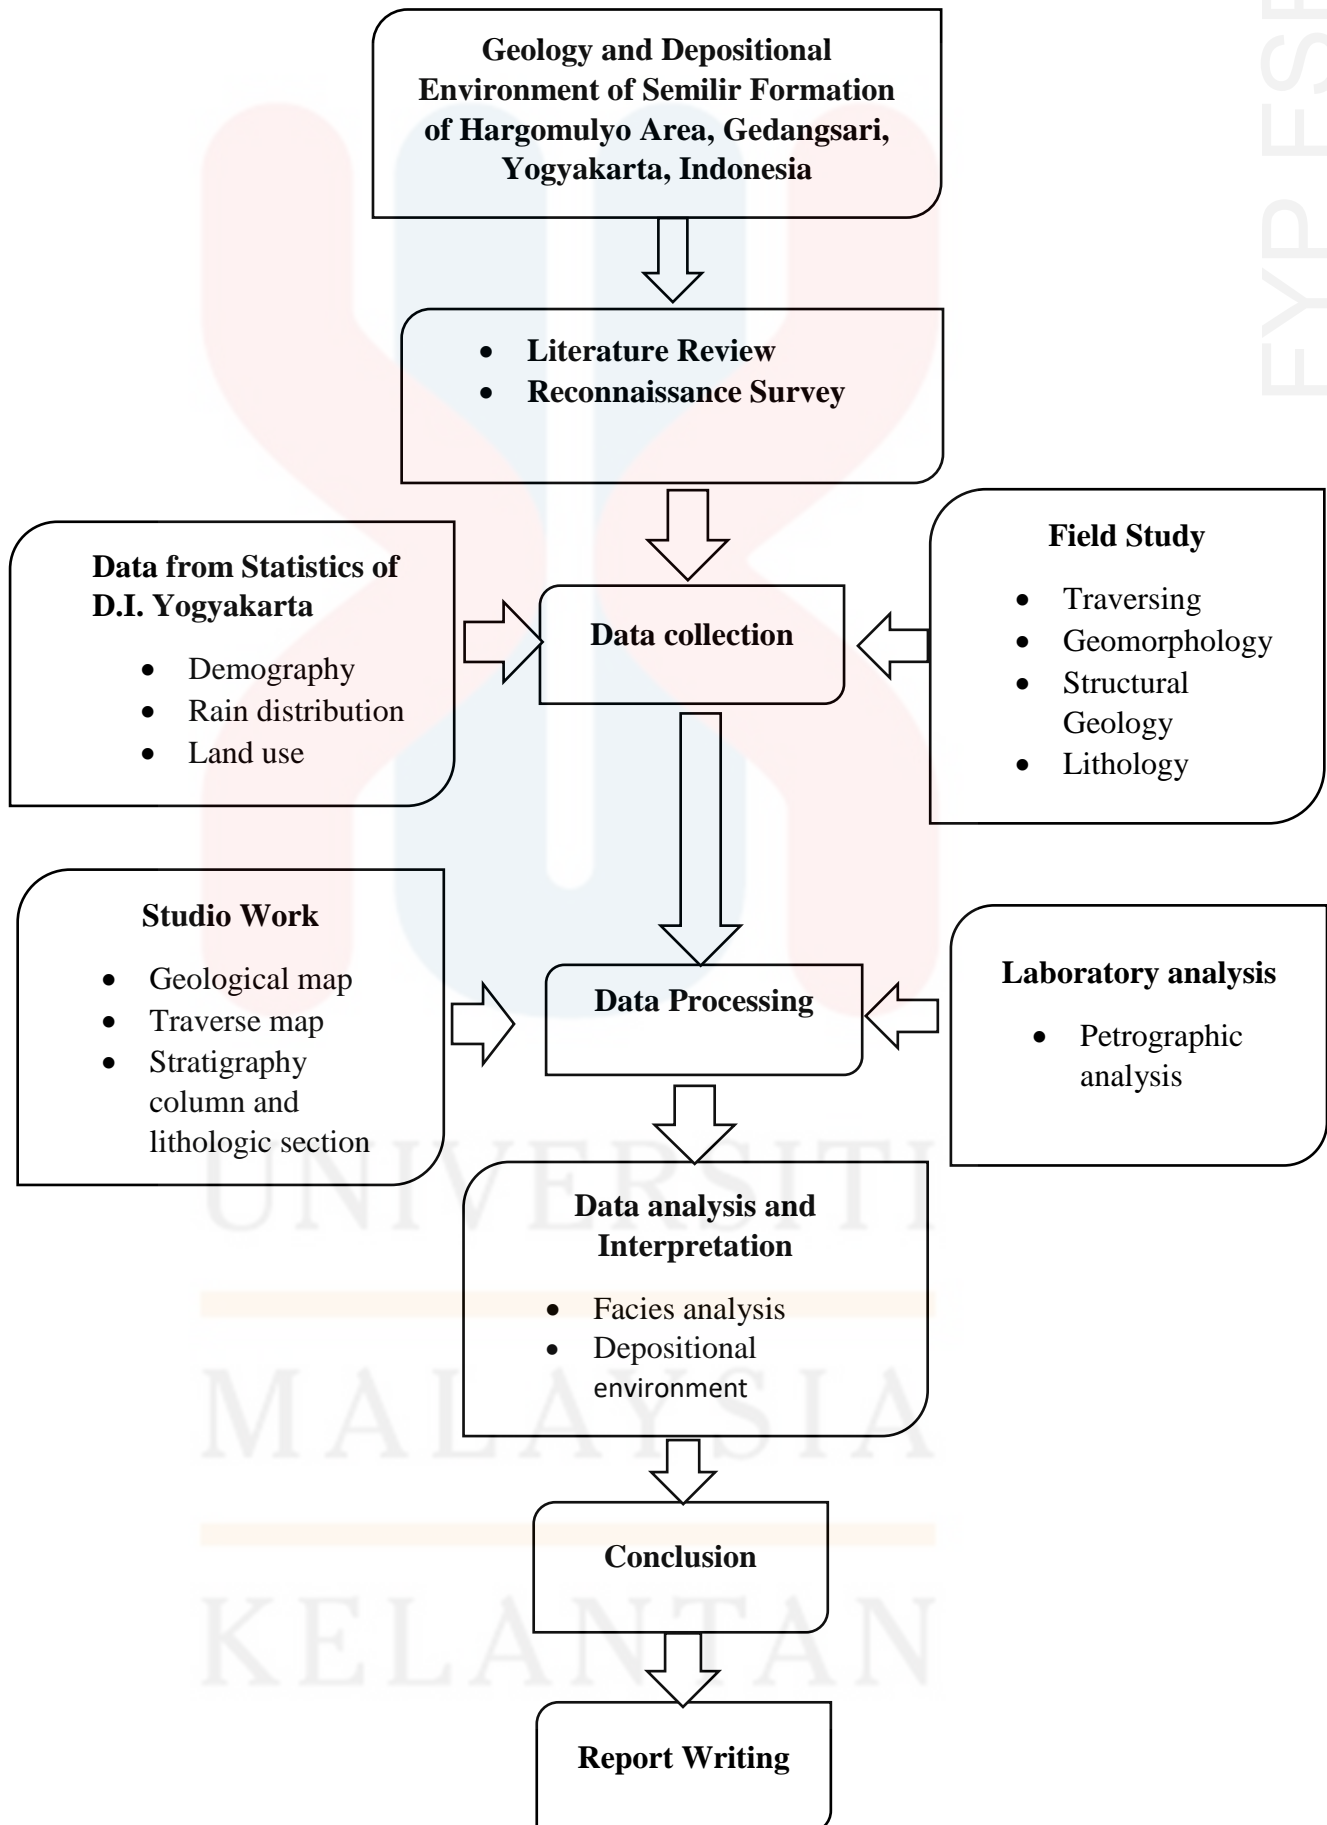 Geology and Depositional
Environment of Semilir Formation
of Hargomulyo Area, Gedangsari,
Yogyakarta, Indonesia
• Literature Review
• Reconnaissance Survey
Data from Statistics of
D.I. Yogyakarta
• Demography
• Rain distribution
• Land use
Data collection
Field Study
• Traversing
• Geomorphology
• Structural
Geology
• Lithology
Studio Work
• Geological map
• Traverse map
• Stratigraphy
column and
lithologic section
Data Processing
Laboratory analysis
• Petrographic
analysis
Data analysis and
Interpretation
• Facies analysis
• Depositional
environment
Conclusion
Report Writing
UNIVERSITI
MALAYSIA
KELANTAN
FYP